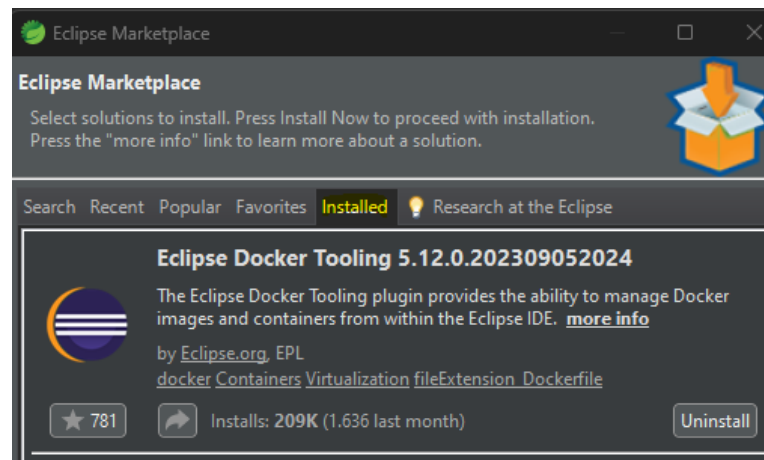 Eclipse Marketplace
Eclipse Marketplace
Select solutions to install. Press Install Now to proceed with installation.
Press the "more info" link to learn more about a solution.
Search Recent Popular Favorites Installed Research at the Eclipse
Eclipse Docker Tooling 5.12.0.202309052024
The Eclipse Docker Tooling plugin provides the ability to manage Docker
images and containers from within the Eclipse IDE. more info
by Eclipse.org, EPL
docker Containers Virtualization fileExtension_Dockerfile
781 Installs: 209K (1.636 last month) Uninstall